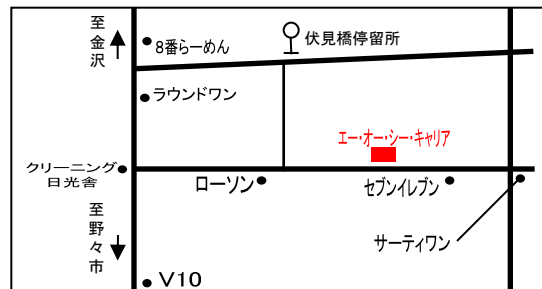 至金沢
8番らーめん
伏見橋停留所
ラウンドワン
エー・オー・シー・キャリア
クリーニング
日光舎
ローソン
セブンイレブン
至野々市
サーティワン
V10